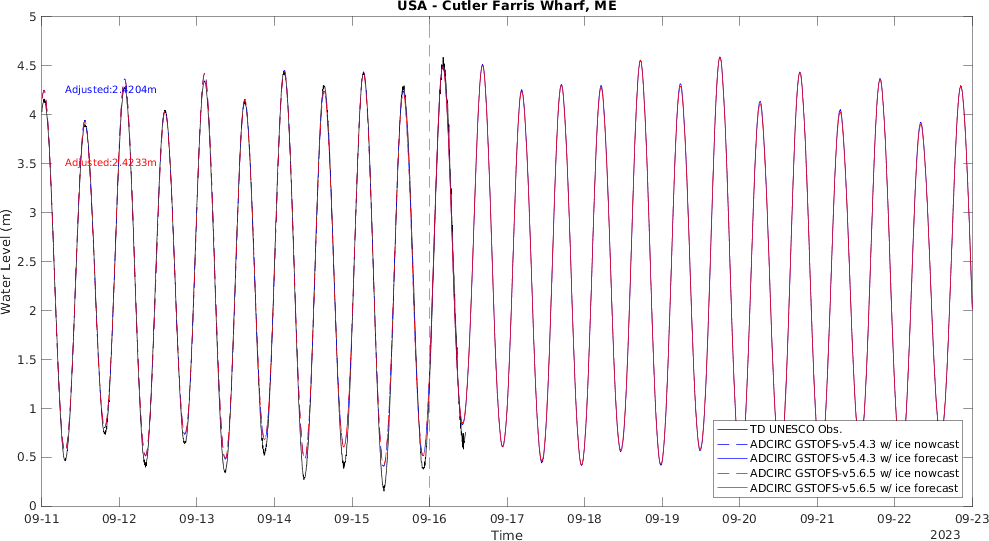 USA - Cutler Farris Wharf, ME
5
4.5
4
3.5
3
2.5
2
1.5
1
0.5
0
Water Level (m)
Adjusted:2.4204m
Adjusted:2.4233m
TD UNESCO Obs.
ADCIRC GSTOFS-v5.4.3 w/ ice nowcast
ADCIRC GSTOFS-v5.4.3 w/ ice forecast
ADCIRC GSTOFS-v5.6.5 w/ ice nowcast
ADCIRC GSTOFS-v5.6.5 w/ ice forecast
09-11 09-12 09-13 09-14 09-15 09-16 09-17 09-18 09-19 09-20 09-21 09-22 09-23
Time
2023